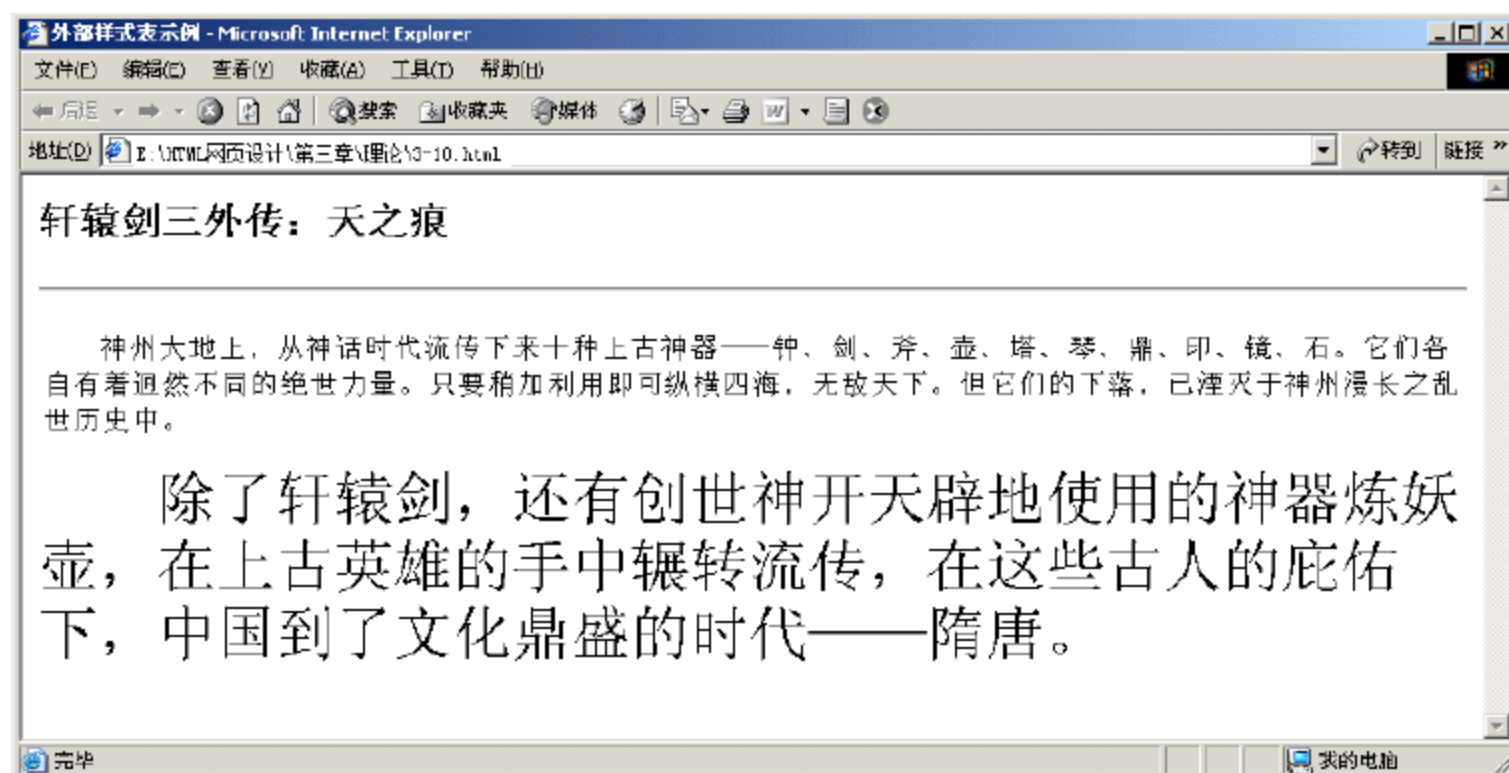 外部样式表示例 - Microsoft Internet Explorer
文件(F) 编辑(E) 查看(V) 收藏(A) 工具(T) 帮助(H)
后退 搜索 收藏夹 媒体
地址(D) E:\HTML网页设计\第三章\理论\3-10.html 转到 链接 »
轩辕剑三外传：天之痕
神州大地上，从神话时代流传下来十种上古神器——钟、剑、斧、壶、塔、琴、鼎、印、镜、石。它们各
自有着迥然不同的绝世力量。只要稍加利用即可纵横四海，无敌天下。但它们的下落，已湮灭于神州漫长之乱
世历史中。
除了轩辕剑，还有创世神开天辟地使用的神器炼妖
壶，在上古英雄的手中辗转流传，在这些古人的庇佑
下，中国到了文化鼎盛的时代——隋唐。
完毕 我的电脑